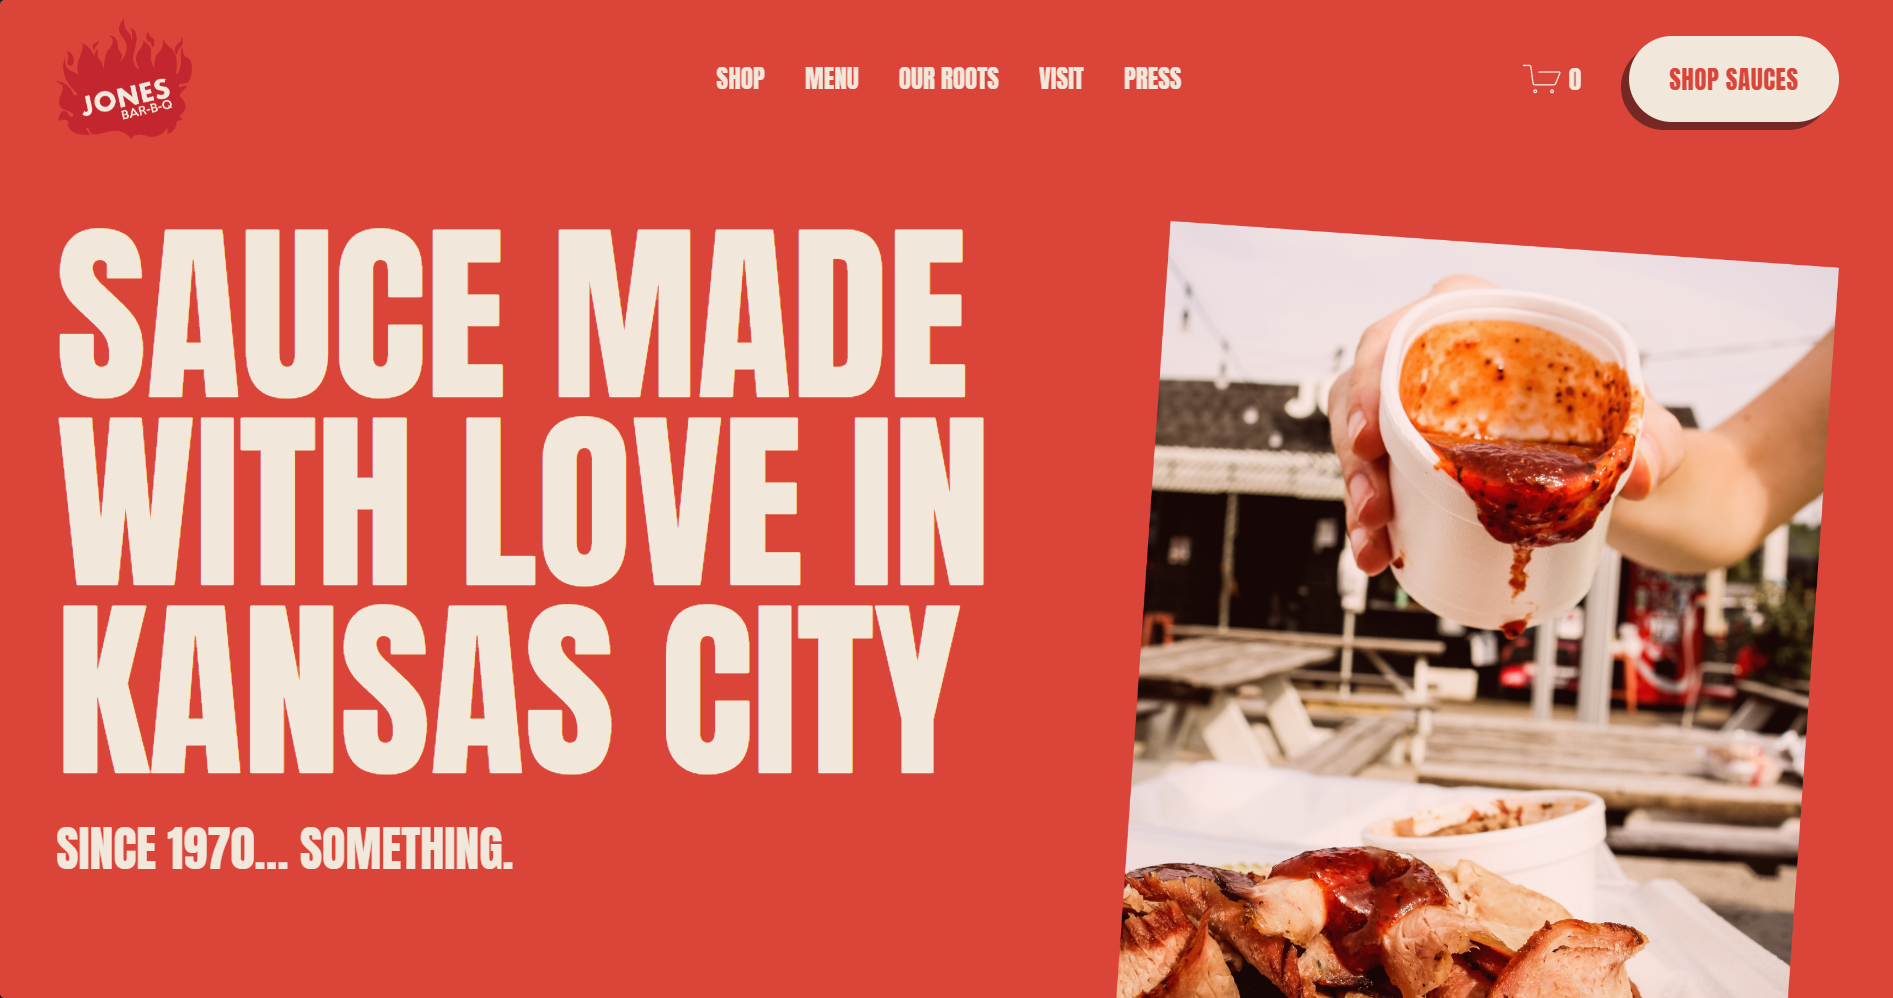 JONES
BAR-B-Q
SHOP
MENU
OUR ROOTS
VISIT
PRESS
0
SHOP SAUCES
SAUCE MADE
WITH LOVE IN
KANSAS CITY
SINCE 1970... SOMETHING.